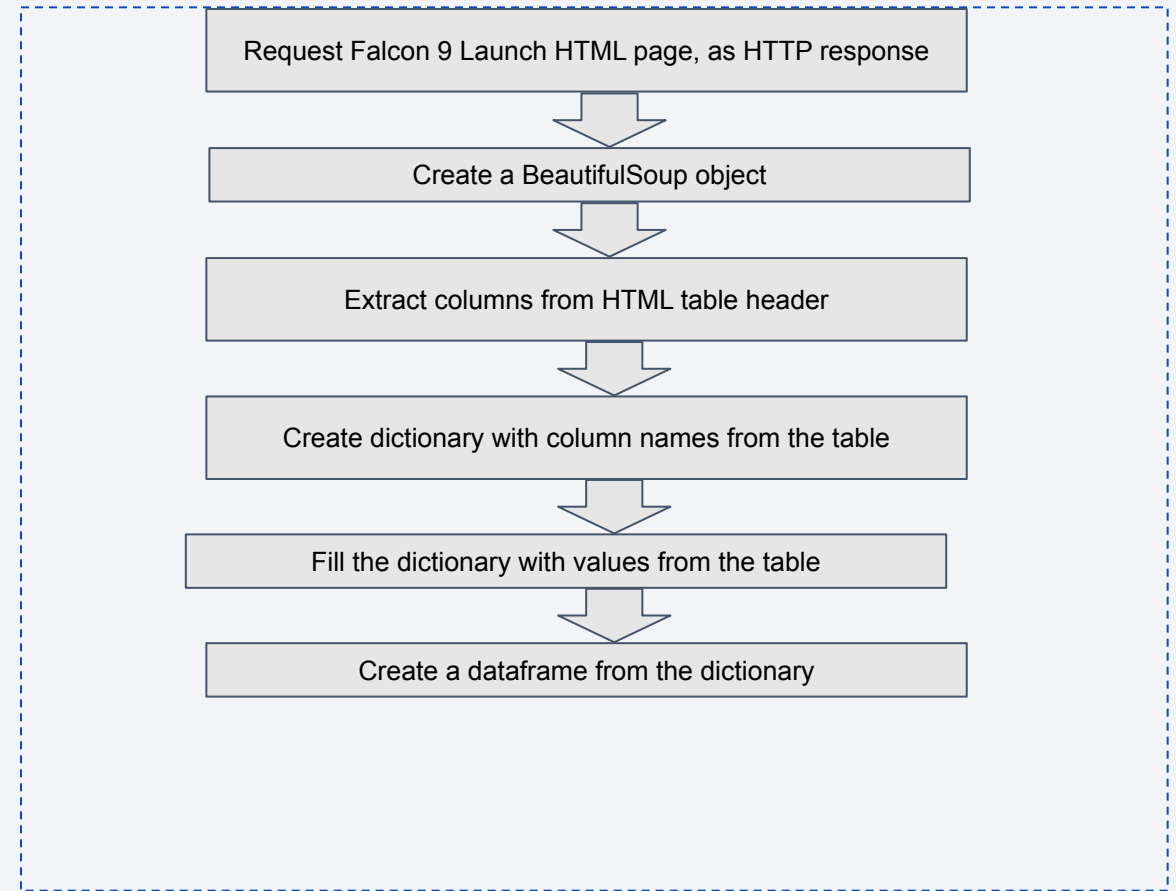 Request Falcon 9 Launch HTML page, as HTTP response
Create a BeautifulSoup object
Extract columns from HTML table header
Create dictionary with column names from the table
Fill the dictionary with values from the table
Create a dataframe from the dictionary